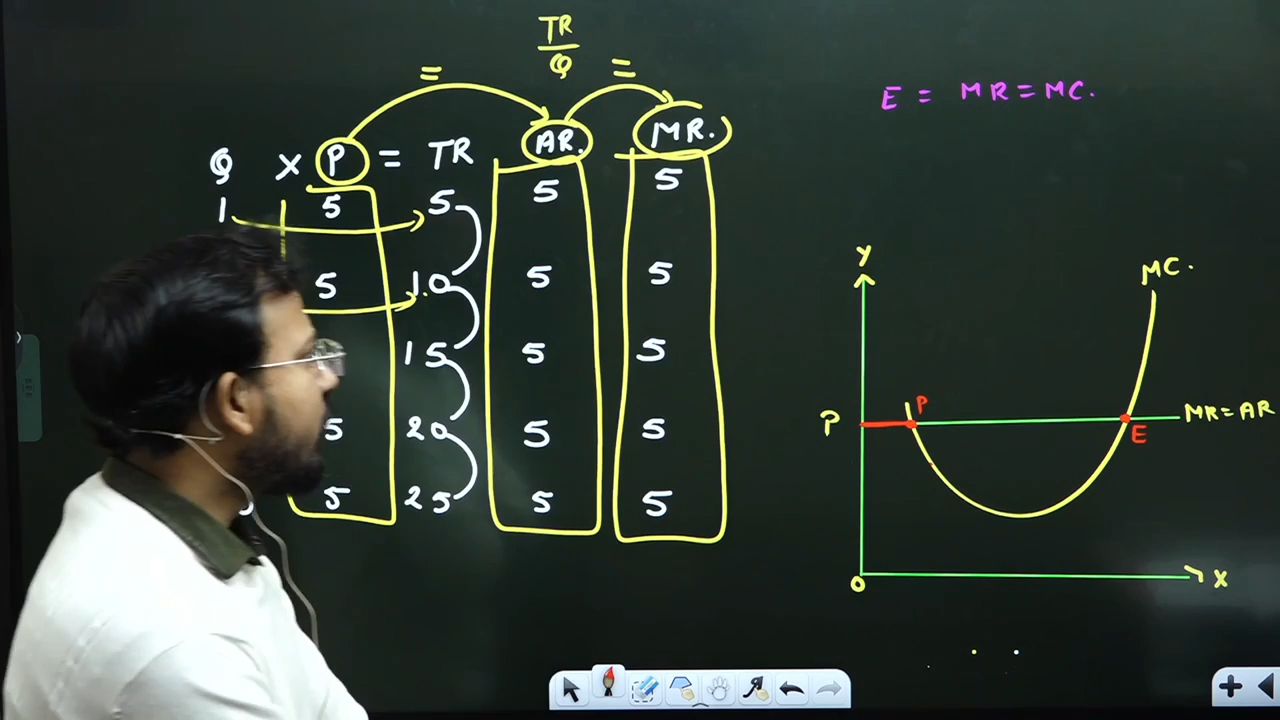 TR
Q
=
=
E = MR = MC.
Q X P = TR AR. MR.
1 5 5 5 5
5 10 5 5
5 15 5 5
5 20 5 5
5 25 5 5
Y
MC.
P
P
MR=AR
E
O
X